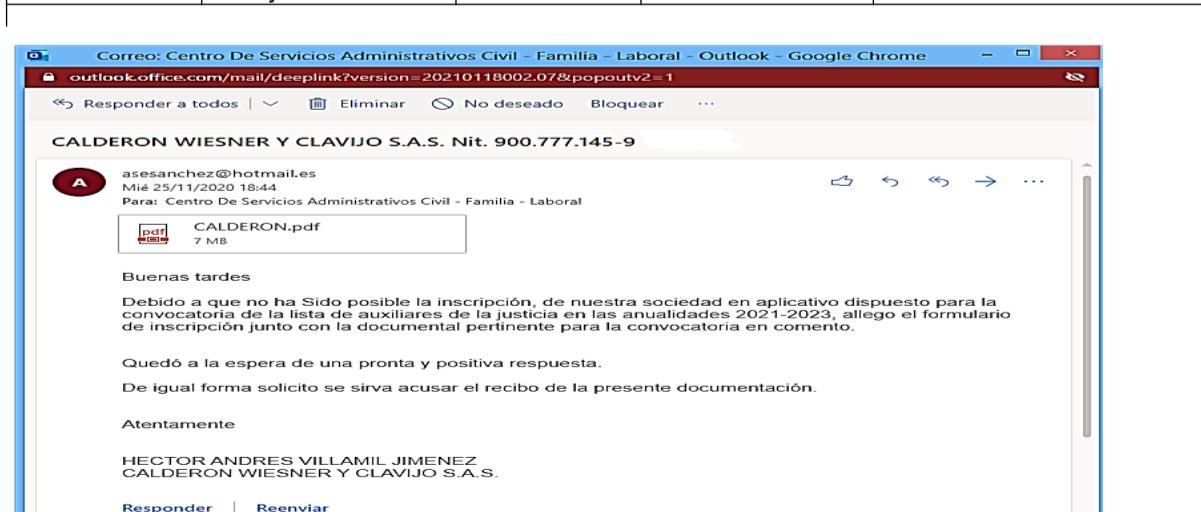 Correo: Centro De Servicios Administrativos Civil - Familia - Laboral - Outlook - Google Chrome
outlook.office.com/mail/deeplink?version=20210118002.07&popoutv2=1
Responder a todos | Eliminar No deseado Bloquear ...
CALDERON WIESNER Y CLAVIJO S.A.S. Nit. 900.777.145-9
A
asesanchez@hotmail.es
Mié 25/11/2020 18:44
Para: Centro De Servicios Administrativos Civil - Familia - Laboral
pdf
CALDERON.pdf
7 MB
Buenas tardes
Debido a que no ha Sido posible la inscripción, de nuestra sociedad en aplicativo dispuesto para la
convocatoria de la lista de auxiliares de la justicia en las anualidades 2021-2023, allego el formulario
de inscripción junto con la documental pertinente para la convocatoria en comento.
Quedó a la espera de una pronta y positiva respuesta.
De igual forma solicito se sirva acusar el recibo de la presente documentación.
Atentamente
HECTOR ANDRES VILLAMIL JIMENEZ
CALDERON WIESNER Y CLAVIJO S.A.S.
Responder | Reenviar